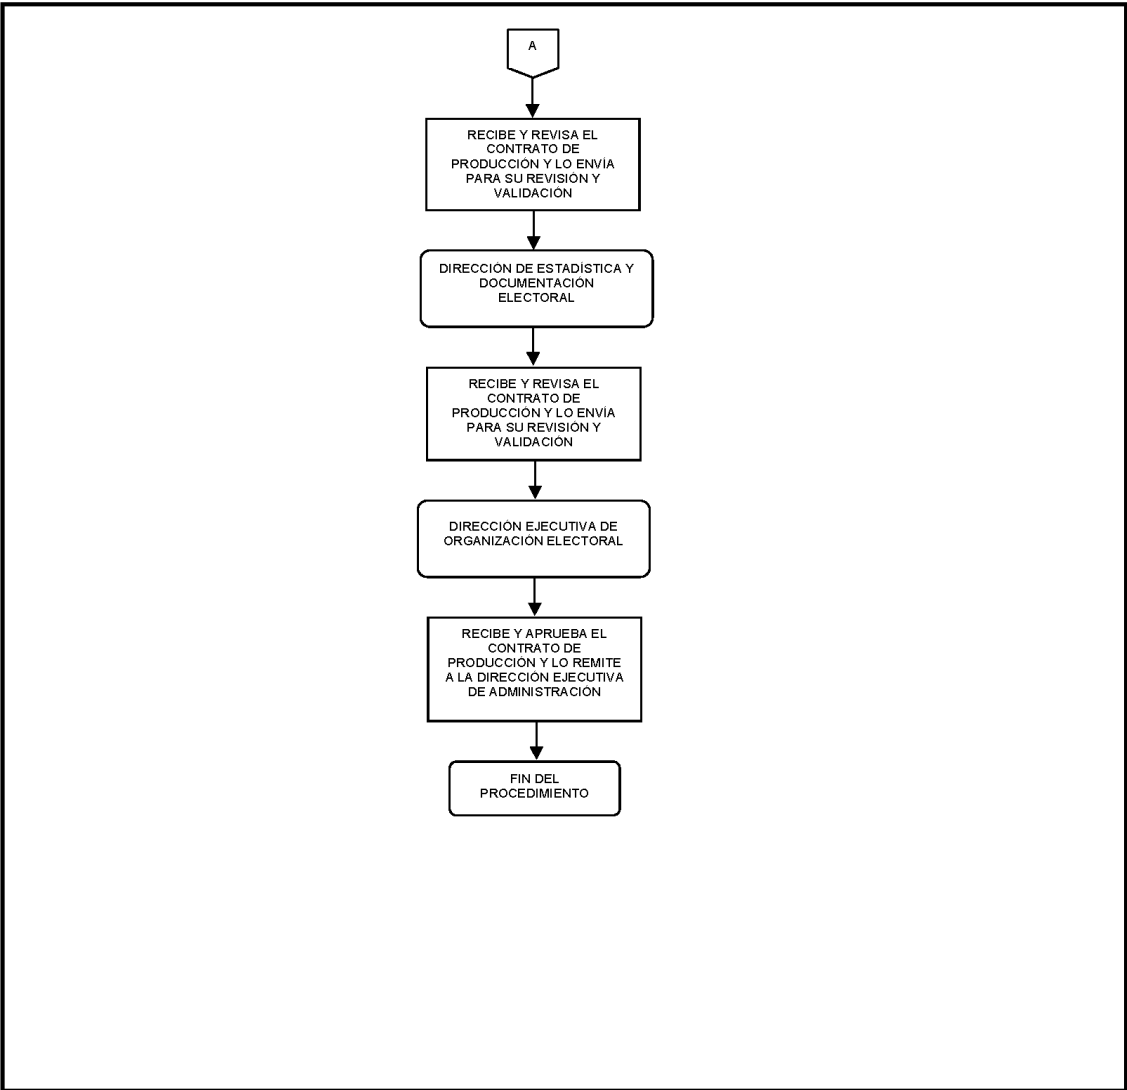 A
RECIBE Y REVISA EL
CONTRATO DE
PRODUCCIÓN Y LO ENVÍA
PARA SU REVISIÓN Y
VALIDACIÓN
DIRECCIÓN DE ESTADÍSTICA Y
DOCUMENTACIÓN
ELECTORAL
RECIBE Y REVISA EL
CONTRATO DE
PRODUCCIÓN Y LO ENVÍA
PARA SU REVISIÓN Y
VALIDACIÓN
DIRECCIÓN EJECUTIVA DE
ORGANIZACIÓN ELECTORAL
RECIBE Y APRUEBA EL
CONTRATO DE
PRODUCCIÓN Y LO REMITE
A LA DIRECCIÓN EJECUTIVA
DE ADMINISTRACIÓN
FIN DEL
PROCEDIMIENTO